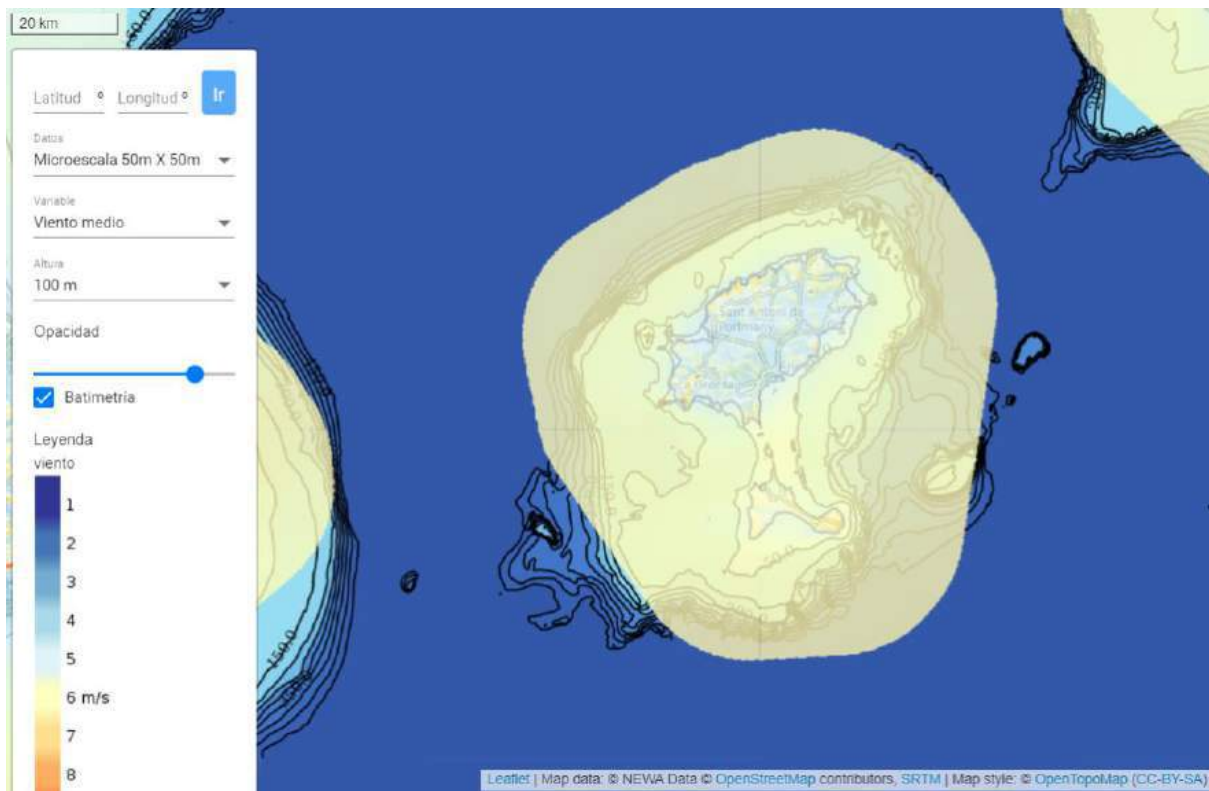 20 km
Latitud º Longitud º Ir
Datos
Microescala 50m X 50m
Variable
Viento medio
Altura
100 m
Opacidad
Batimetría
Leyenda
viento
1
2
3
4
5
6 m/s
7
8
Sant Antoni de
Portmany
150.0
Leaflet | Map data: © NEWA Data © OpenStreetMap contributors, SRTM | Map style: © OpenTopoMap (CC-BY-SA)